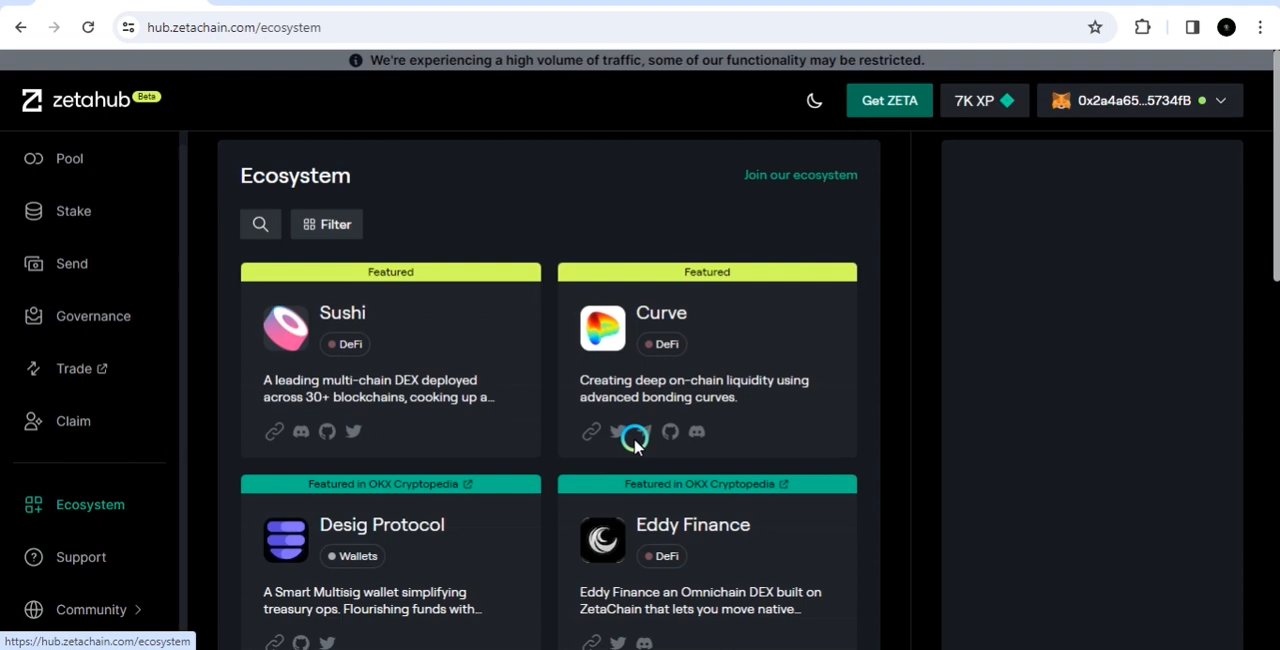 hub.zetachain.com/ecosystem
We're experiencing a high volume of traffic, some of our functionality may be restricted.
zetahub Beta
Get ZETA
7K XP
0x2a4a65...5734fB
Pool
Stake
Send
Governance
Trade
Claim
Ecosystem
Support
Community
Ecosystem
Join our ecosystem
Filter
Featured
Sushi
DeFi
A leading multi-chain DEX deployed
across 30+ blockchains, cooking up a...
Featured
Curve
DeFi
Creating deep on-chain liquidity using
advanced bonding curves.
Featured in OKX Cryptopedia
Desig Protocol
Wallets
A Smart Multisig wallet simplifying
treasury ops. Flourishing funds with...
Featured in OKX Cryptopedia
Eddy Finance
DeFi
Eddy Finance an Omnichain DEX built on
ZetaChain that lets you move native...
https://hub.zetachain.com/ecosystem